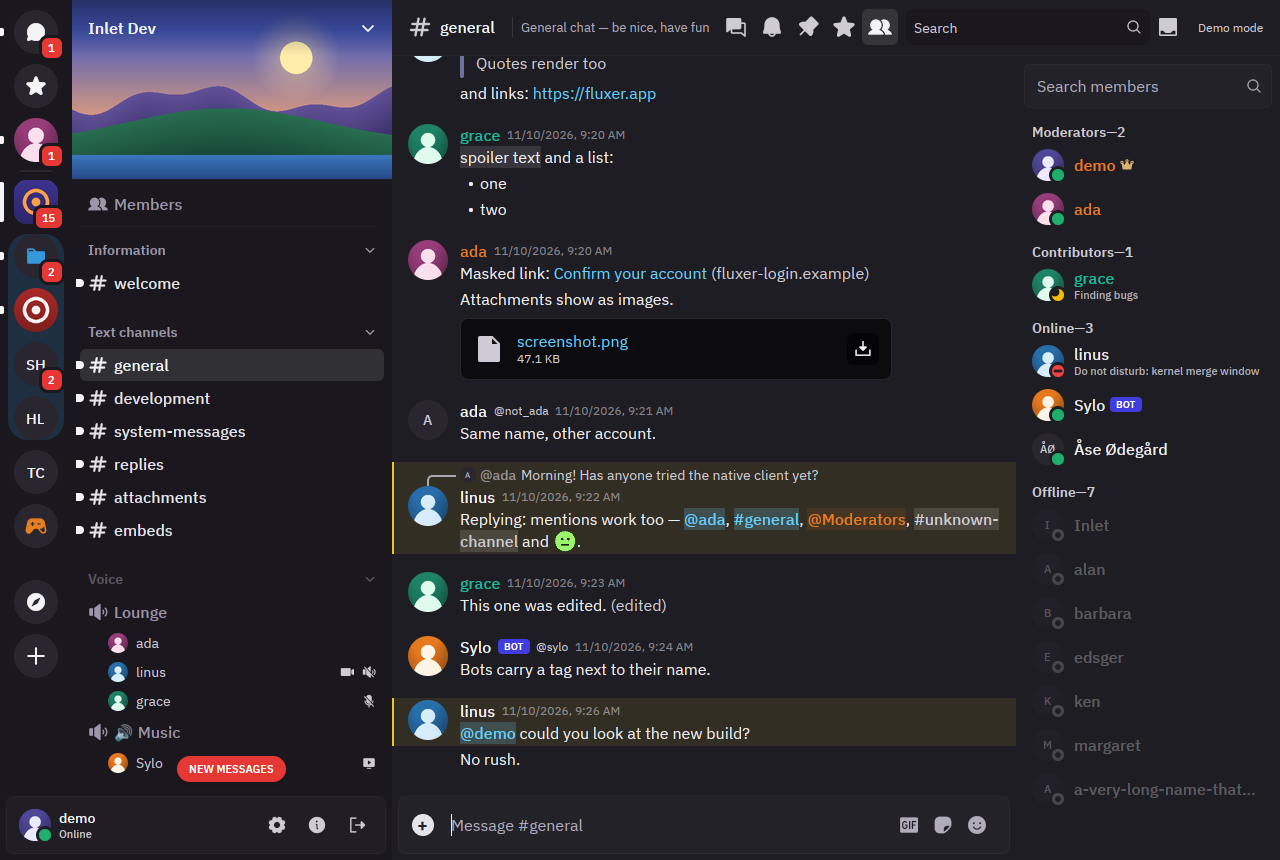 1
1
15
2
SH
2
HL
TC
Inlet Dev
Members
Information
welcome
Text channels
general
development
system-messages
replies
attachments
embeds
Voice
Lounge
ada
linus
grace
🔊 Music
Sylo
NEW MESSAGES
demo
Online
# general
General chat — be nice, have fun
Search
Demo mode
Quotes render too
and links: https://fluxer.app
grace 11/10/2026, 9:20 AM
spoiler text and a list:
• one
• two
ada 11/10/2026, 9:20 AM
Masked link: Confirm your account (fluxer-login.example)
Attachments show as images.
screenshot.png
47.1 KB
A
ada @not_ada 11/10/2026, 9:21 AM
Same name, other account.
A @ada Morning! Has anyone tried the native client yet?
linus 11/10/2026, 9:22 AM
Replying: mentions work too — @ada, #general, @Moderators, #unknown-
channel and 😐.
grace 11/10/2026, 9:23 AM
This one was edited. (edited)
Sylo BOT @sylo 11/10/2026, 9:24 AM
Bots carry a tag next to their name.
linus 11/10/2026, 9:26 AM
@demo could you look at the new build?
No rush.
Message #general
GIF
Search members
Moderators—2
demo
ada
Contributors—1
grace
Finding bugs
Online—3
linus
Do not disturb: kernel merge window
Sylo BOT
ÅØ Åse Ødegård
Offline—7
I Inlet
A alan
B barbara
E edsger
K ken
M margaret
A a-very-long-name-that...